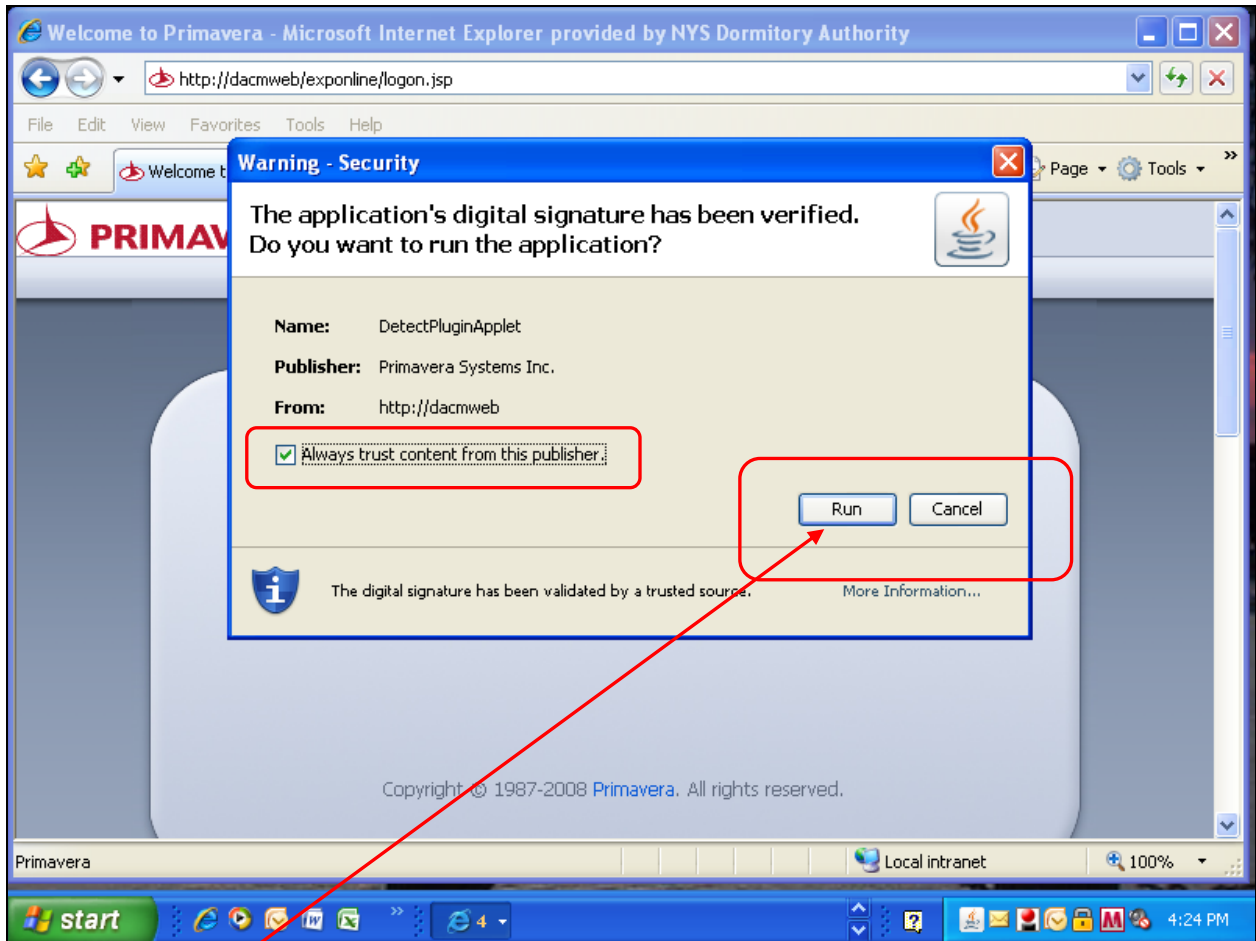 Welcome to Primavera - Microsoft Internet Explorer provided by NYS Dormitory Authority
http://dacmweb/exponline/logon.jsp
File Edit View Favorites Tools Help
Welcome t
Page Tools »
PRIMAV
Warning - Security
The application's digital signature has been verified.
Do you want to run the application?
Name: DetectPluginApplet
Publisher: Primavera Systems Inc.
From: http://dacmweb
Always trust content from this publisher.
Run Cancel
The digital signature has been validated by a trusted source. More Information...
Copyright © 1987-2008 Primavera. All rights reserved.
Primavera Local intranet 100%
start » 4 4:24 PM